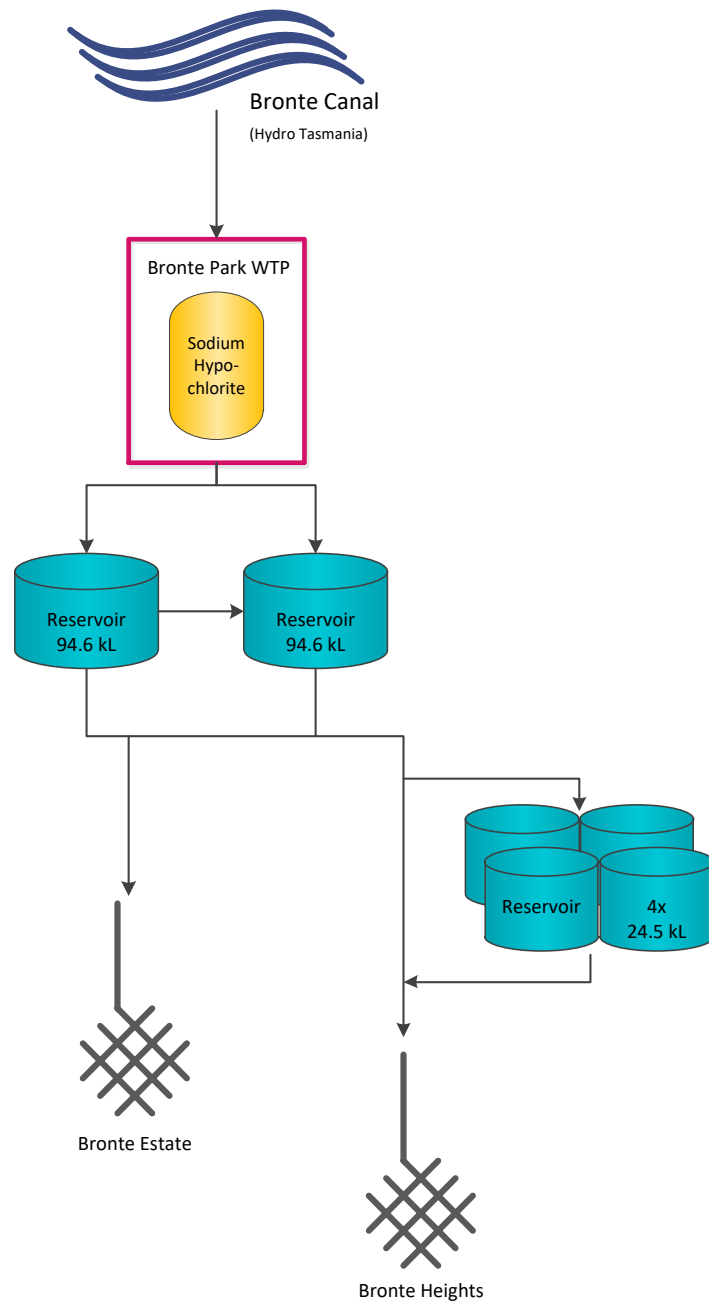 Bronte Canal
(Hydro Tasmania)
Bronte Park WTP
Sodium
Hypo-
chlorite
Reservoir
94.6 kL
Reservoir
94.6 kL
Reservoir
4x
24.5 kL
Bronte Estate
Bronte Heights